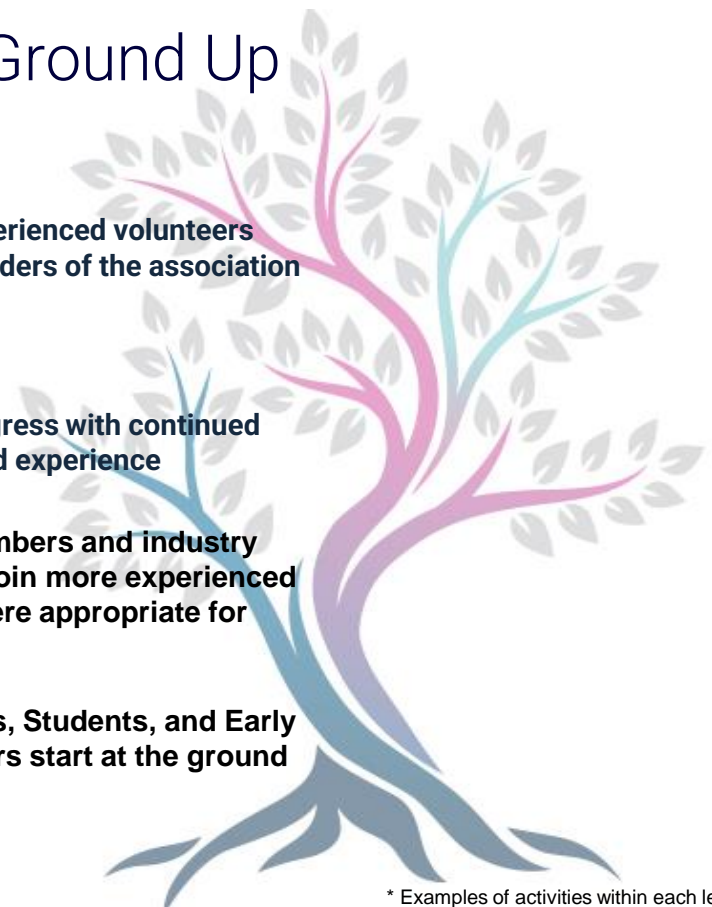 Ground Up
erienced volunteers
ders of the association
gress with continued
d experience
mbers and industry
oin more experienced
ere appropriate for
s, Students, and Early
rs start at the ground
* Examples of activities within each le